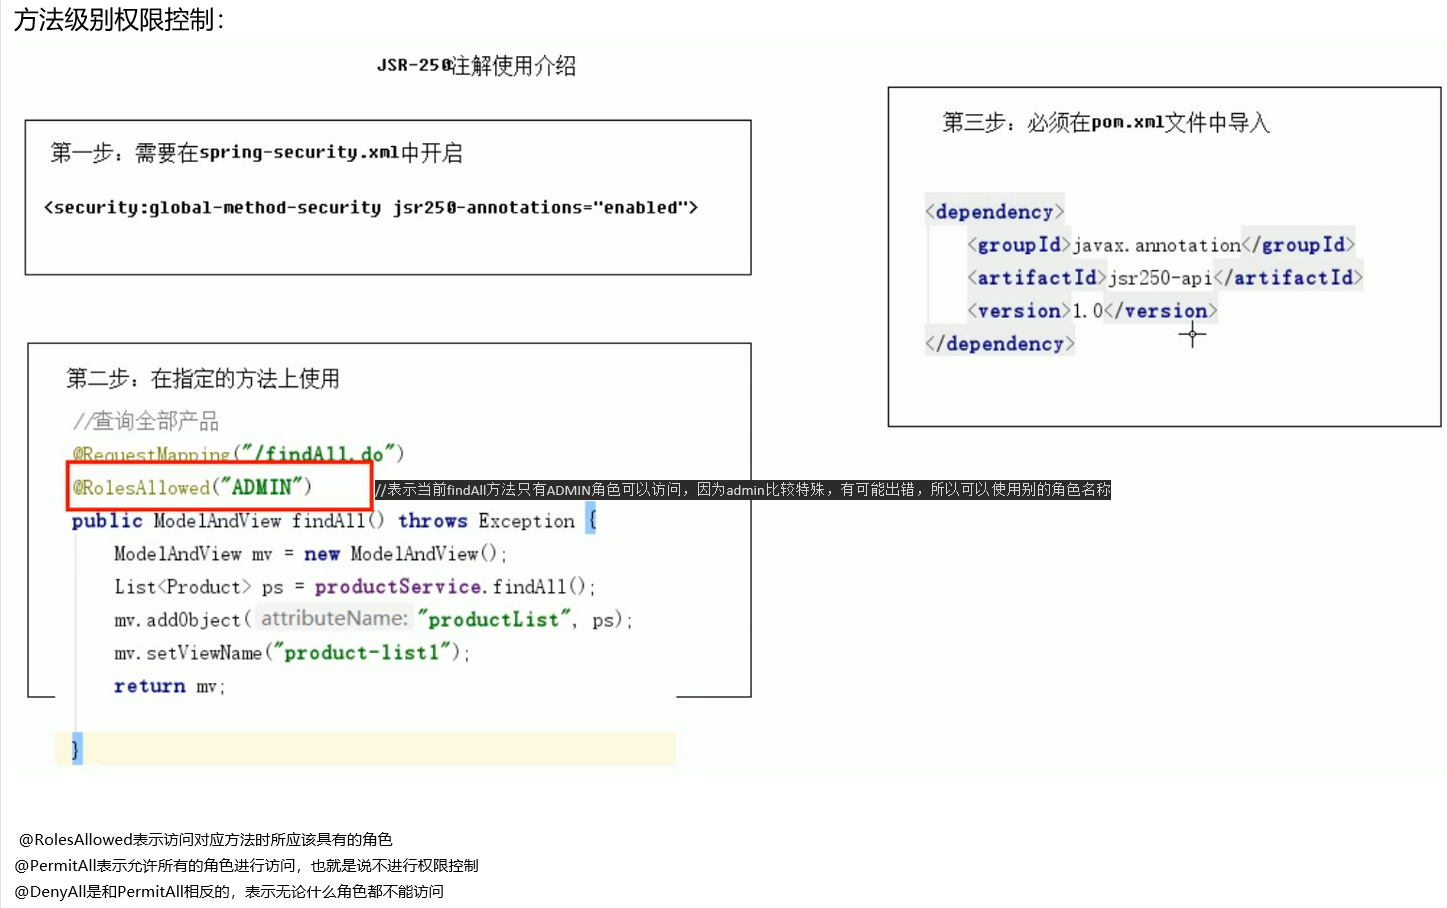 方法级别权限控制：
JSR-250注解使用介绍
第一步：需要在spring-security.xml中开启
<security:global-method-security jsr250-annotations="enabled">
第二步：在指定的方法上使用
//查询全部产品
@RequestMapping("/findAll.do")
@RolesAllowed("ADMIN")
//表示当前findAll方法只有ADMIN角色可以访问，因为admin比较特殊，有可能出错，所以可以使用别的角色名称
public ModelAndView findAll() throws Exception {
ModelAndView mv = new ModelAndView();
List<Product> ps = productService.findAll();
mv.addObject( attributeName: "productList", ps);
mv.setViewName("product-list1");
return mv;
}
第三步：必须在pom.xml文件中导入
<dependency>
<groupId>javax.annotation</groupId>
<artifactId>jsr250-api</artifactId>
<version>1.0</version>
</dependency>
@RolesAllowed表示访问对应方法时所应该具有的角色
@PermitAll表示允许所有的角色进行访问，也就是说不进行权限控制
@DenyAll是和PermitAll相反的，表示无论什么角色都不能访问